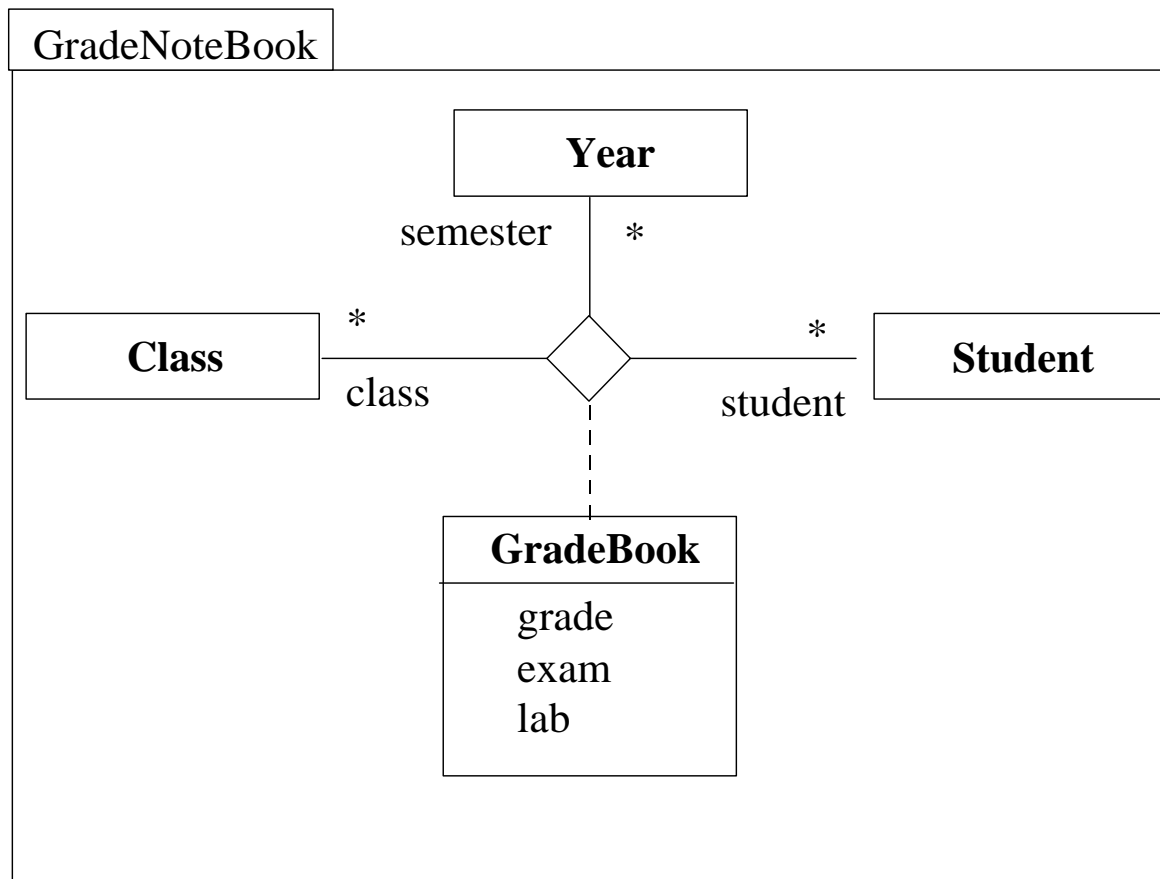 GradeNoteBook
Year
semester *
* *
Class Student
class student
GradeBook
grade
exam
lab